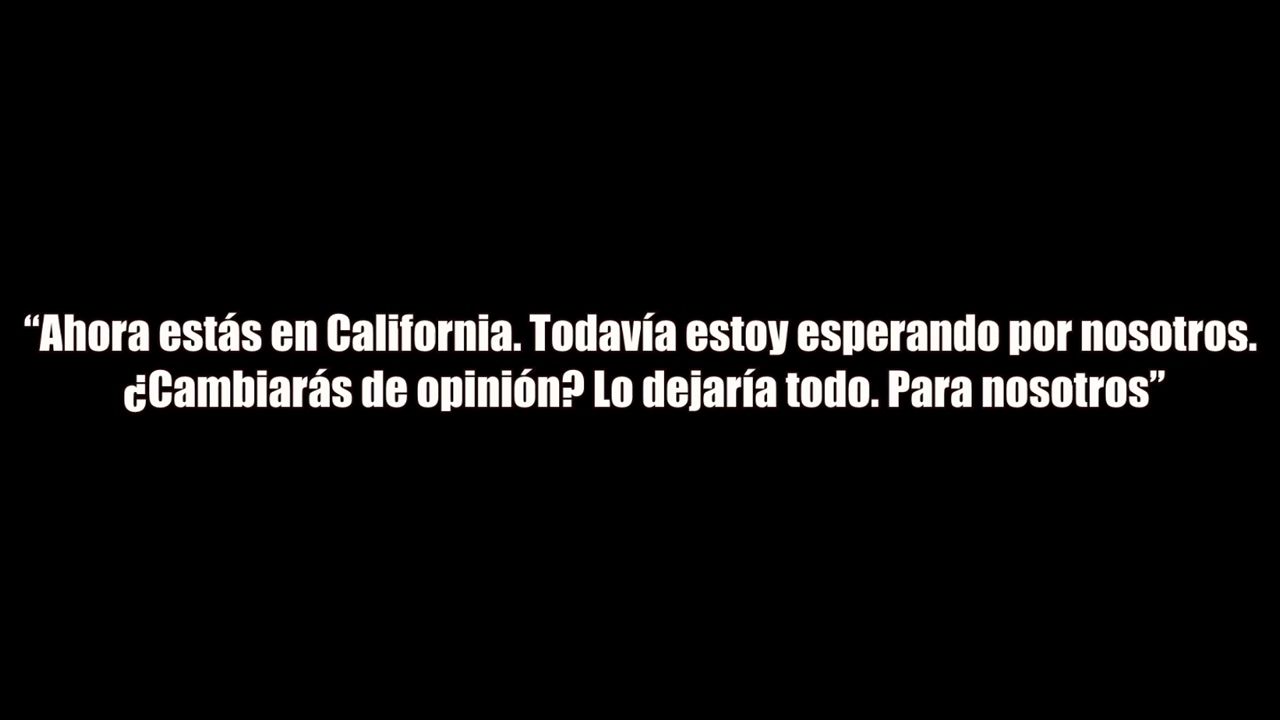 “Ahora estás en California. Todavía estoy esperando por nosotros.
¿Cambiarás de opinión? Lo dejaría todo. Para nosotros”